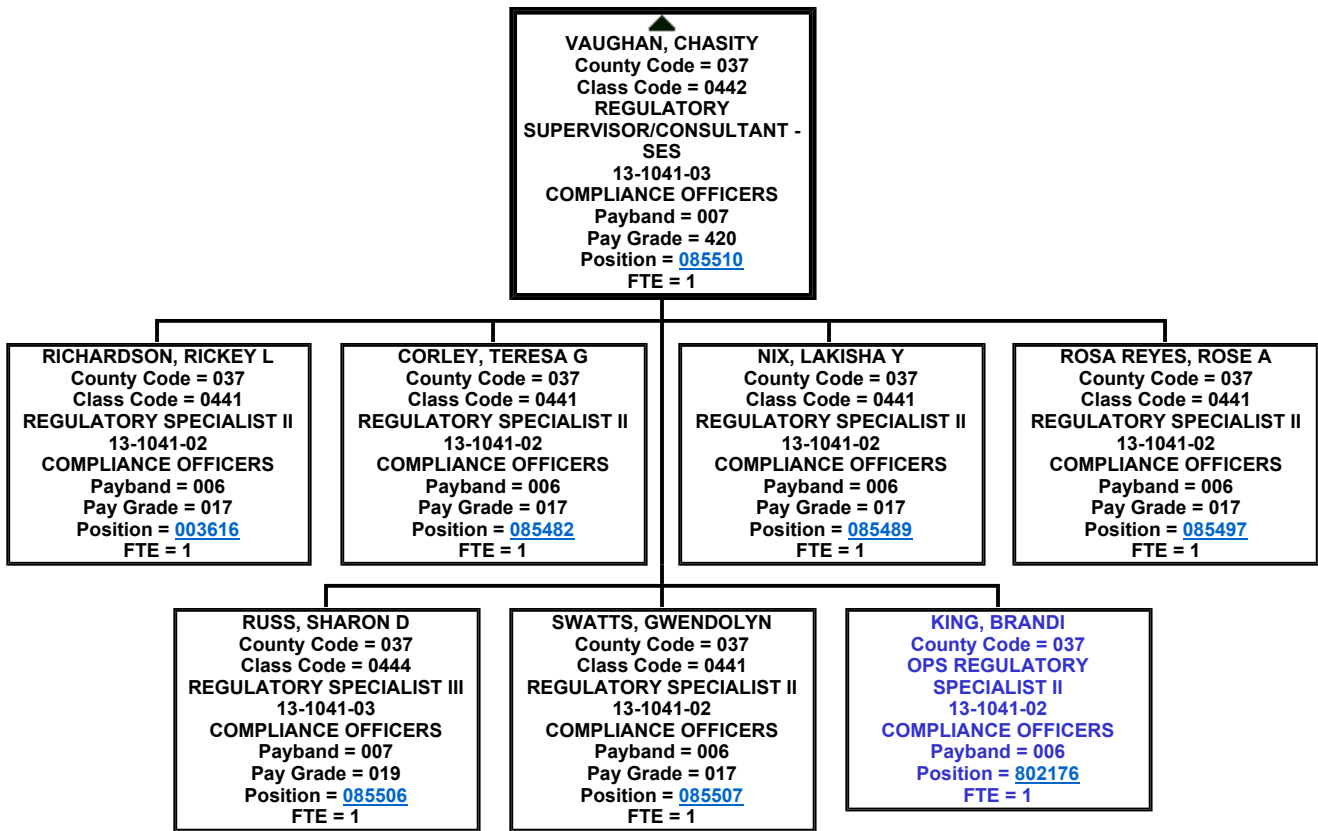 VAUGHAN, CHASITY
County Code = 037
Class Code = 0442
REGULATORY
SUPERVISOR/CONSULTANT -
SES
13-1041-03
COMPLIANCE OFFICERS
Payband = 007
Pay Grade = 420
Position = 085510
FTE = 1
RICHARDSON, RICKEY L
County Code = 037
Class Code = 0441
REGULATORY SPECIALIST II
13-1041-02
COMPLIANCE OFFICERS
Payband = 006
Pay Grade = 017
Position = 003616
FTE = 1
CORLEY, TERESA G
County Code = 037
Class Code = 0441
REGULATORY SPECIALIST II
13-1041-02
COMPLIANCE OFFICERS
Payband = 006
Pay Grade = 017
Position = 085482
FTE = 1
NIX, LAKISHA Y
County Code = 037
Class Code = 0441
REGULATORY SPECIALIST II
13-1041-02
COMPLIANCE OFFICERS
Payband = 006
Pay Grade = 017
Position = 085489
FTE = 1
ROSA REYES, ROSE A
County Code = 037
Class Code = 0441
REGULATORY SPECIALIST II
13-1041-02
COMPLIANCE OFFICERS
Payband = 006
Pay Grade = 017
Position = 085497
FTE = 1
RUSS, SHARON D
County Code = 037
Class Code = 0444
REGULATORY SPECIALIST III
13-1041-03
COMPLIANCE OFFICERS
Payband = 007
Pay Grade = 019
Position = 085506
FTE = 1
SWATTS, GWENDOLYN
County Code = 037
Class Code = 0441
REGULATORY SPECIALIST II
13-1041-02
COMPLIANCE OFFICERS
Payband = 006
Pay Grade = 017
Position = 085507
FTE = 1
KING, BRANDI
County Code = 037
OPS REGULATORY
SPECIALIST II
13-1041-02
COMPLIANCE OFFICERS
Payband = 006
Position = 802176
FTE = 1